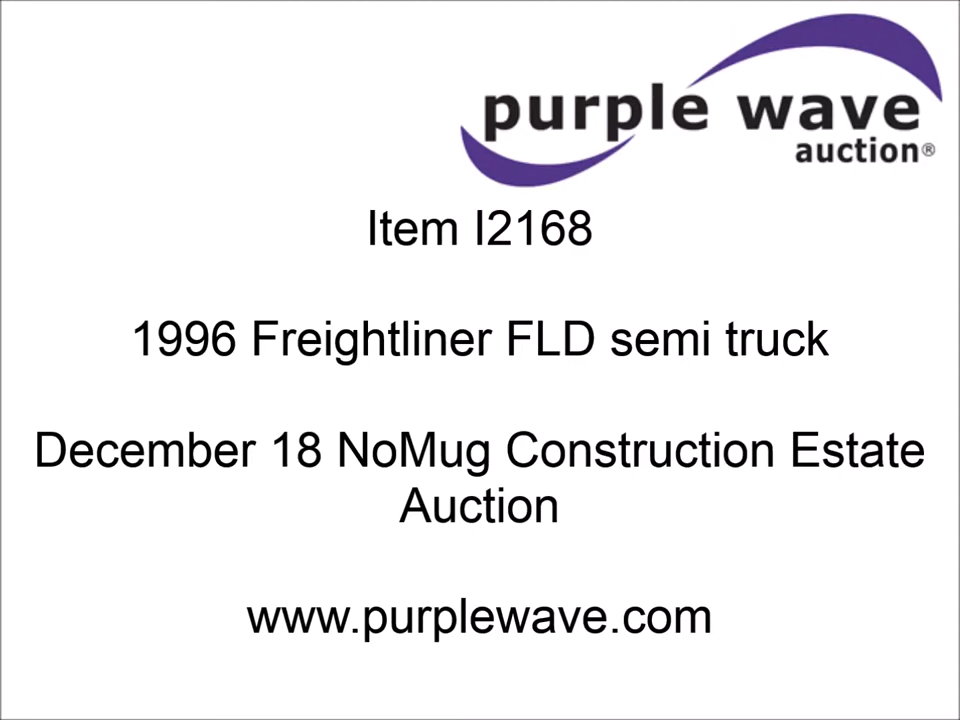 purple wave
auction®
Item I2168
1996 Freightliner FLD semi truck
December 18 NoMug Construction Estate
Auction
www.purplewave.com